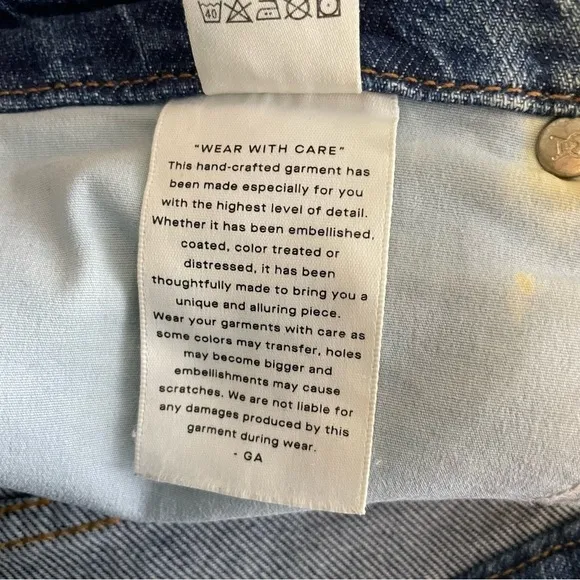 40
"WEAR WITH CARE"
This hand-crafted garment has
been made especially for you
with the highest level of detail.
Whether it has been embellished,
coated, color treated or
distressed, it has been
thoughtfully made to bring you a
unique and alluring piece.
Wear your garments with care as
some colors may transfer, holes
may become bigger and
embellishments may cause
scratches. We are not liable for
any damages produced by this
garment during wear.
- GA